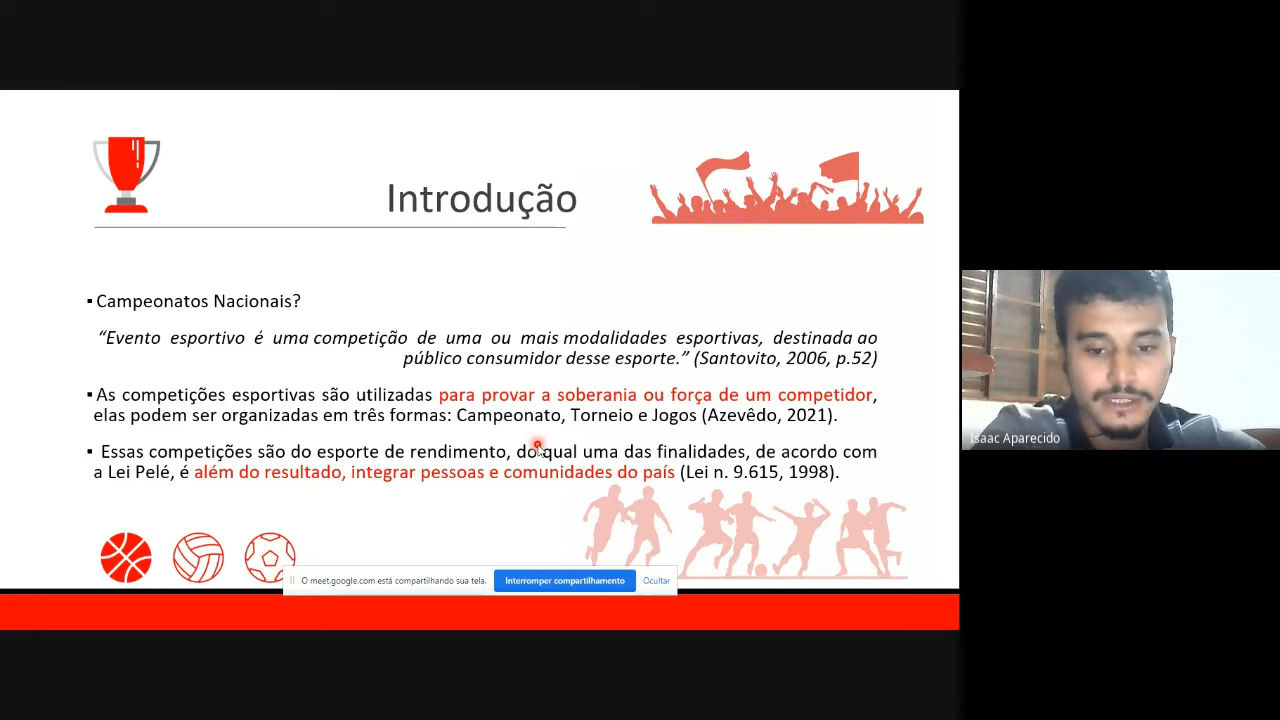 Introdução
▪ Campeonatos Nacionais?
“Evento esportivo é uma competição de uma ou mais modalidades esportivas, destinada ao
público consumidor desse esporte.” (Santovito, 2006, p.52)
▪ As competições esportivas são utilizadas para provar a soberania ou força de um competidor,
elas podem ser organizadas em três formas: Campeonato, Torneio e Jogos (Azevêdo, 2021).
▪ Essas competições são do esporte de rendimento, do qual uma das finalidades, de acordo com
a Lei Pelé, é além do resultado, integrar pessoas e comunidades do país (Lei n. 9.615, 1998).
O meet.google.com está compartilhando sua tela. Interromper compartilhamento Ocultar
Isaac Aparecido